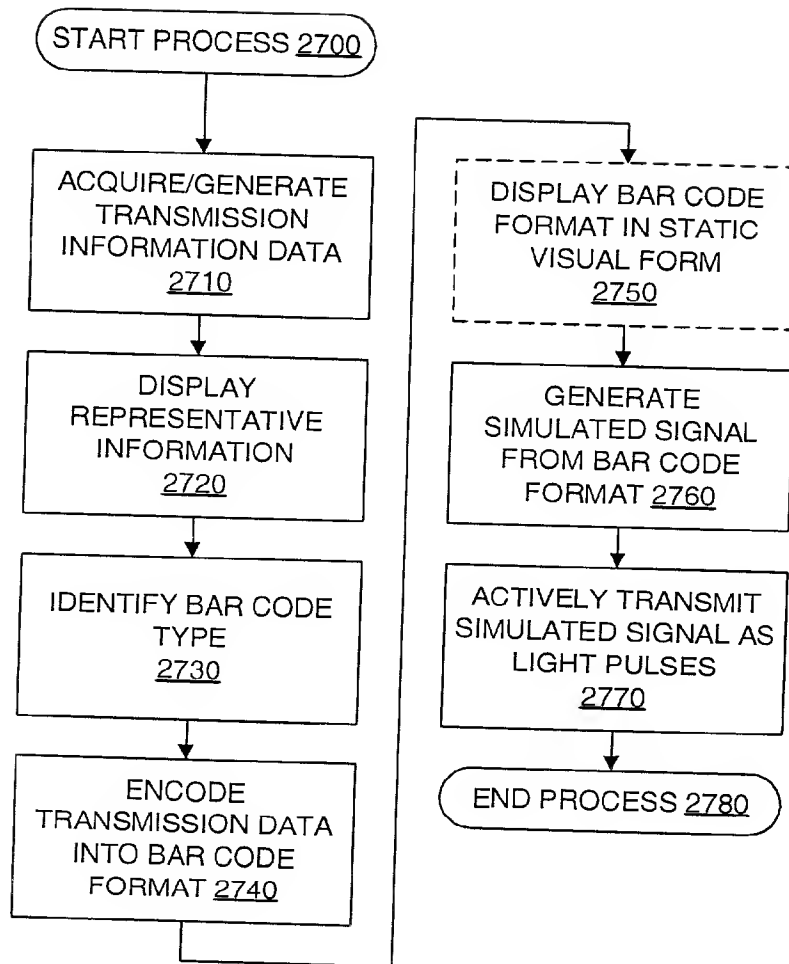 START PROCESS 2700
ACQUIRE/GENERATE
TRANSMISSION
INFORMATION DATA
2710
DISPLAY
REPRESENTATIVE
INFORMATION
2720
IDENTIFY BAR CODE
TYPE
2730
ENCODE
TRANSMISSION DATA
INTO BAR CODE
FORMAT 2740
DISPLAY BAR CODE
FORMAT IN STATIC
VISUAL FORM
2750
GENERATE
SIMULATED SIGNAL
FROM BAR CODE
FORMAT 2760
ACTIVELY TRANSMIT
SIMULATED SIGNAL AS
LIGHT PULSES
2770
END PROCESS 2780